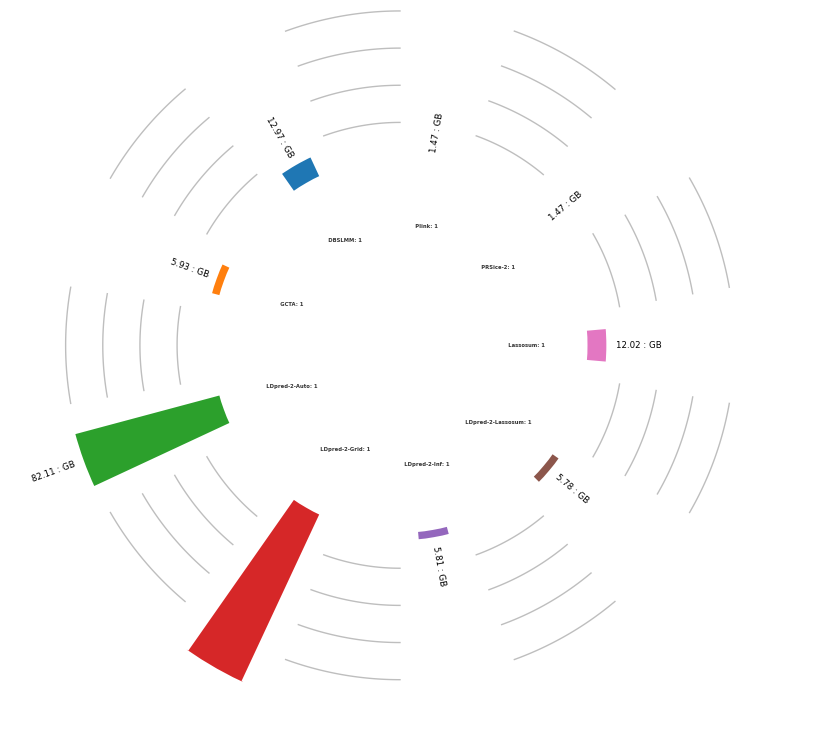 1.47 : GB
12.97 : GB
1.47 : GB
Plink: 1
DBSLMM: 1
5.93 : GB
PRSice-2: 1
GCTA: 1
Lassosum: 1
12.02 : GB
LDpred-2-Auto: 1
LDpred-2-Lassosum: 1
82.11 : GB
LDpred-2-Grid: 1
LDpred-2-Inf: 1
5.78 : GB
5.81 : GB